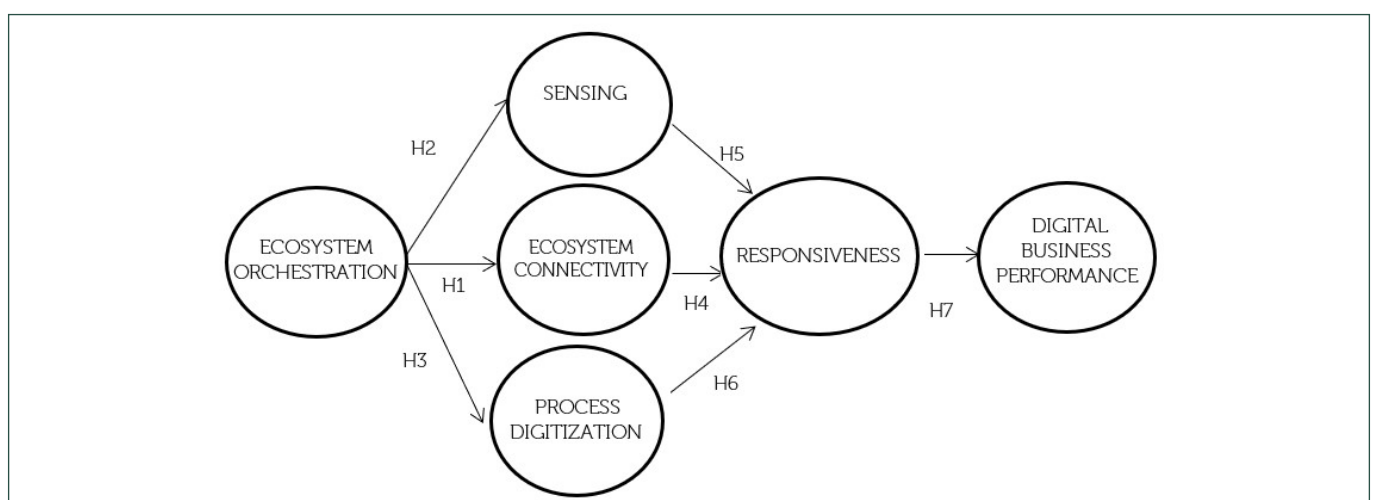 SENSING
H2
H5
ECOSYSTEM
ORCHESTRATION
H1
ECOSYSTEM
CONNECTIVITY
H4
RESPONSIVENESS
H7
DIGITAL
BUSINESS
PERFORMANCE
H3
H6
PROCESS
DIGITIZATION